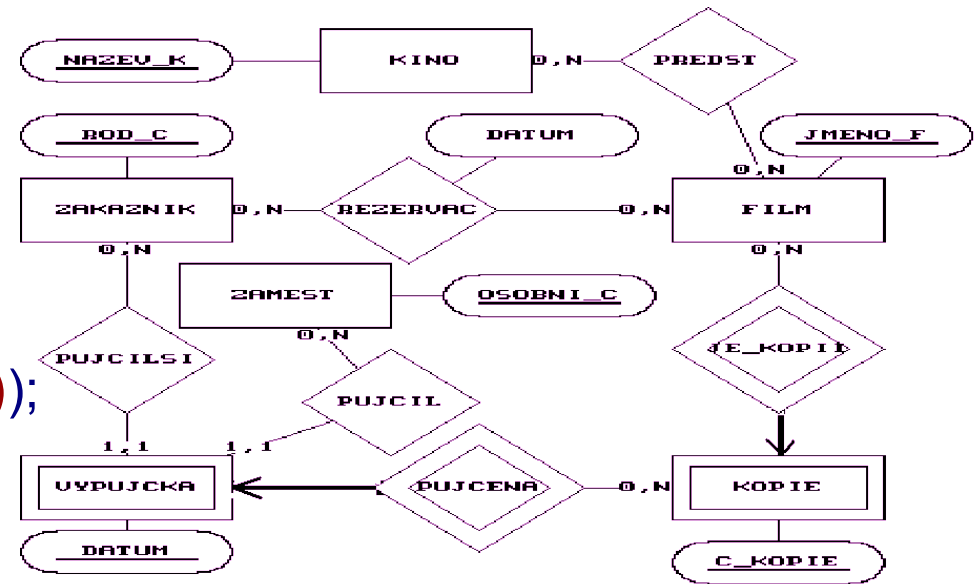 NAZEV_K KINO 0,N PREDST
ROD_C DATUM JMENO_F
0,N
ZAKAZNIK 0,N REZERVAC 0,N FILM
0,N 0,N
ZAMEST OSOBNI_C
0,N
PUJCILSI JE_KOPII
));
PUJCIL
1,1 1,1
VYPUJCKA PUJCENA 0,N KOPIE
DATUM C_KOPIE